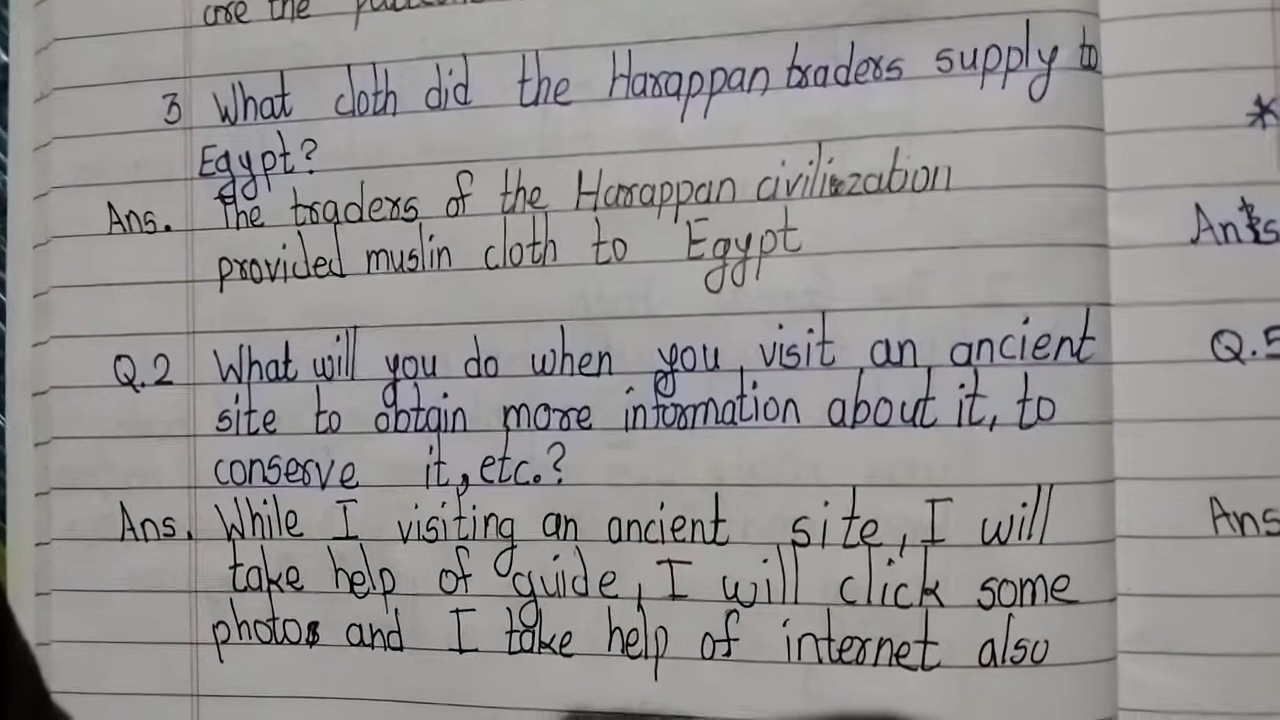 are the
3 What cloth did the Harappan traders supply to
Egypt?
Ans. The traders of the Harappan civilization
provided muslin cloth to Egypt
Q.2 What will you do when you visit an ancient
site to obtain more information about it, to
conserve it, etc.?
Ans. While I visiting an ancient site, I will
take help of guide, I will click some
photos and I take help of internet also
*
Ans
Q.5
Ans